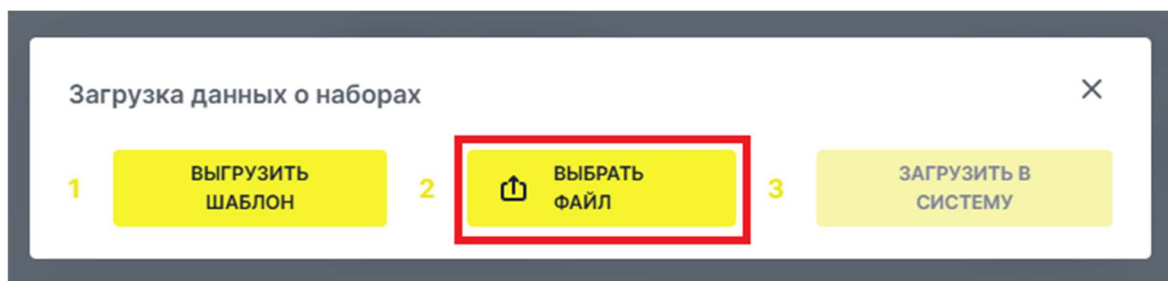 Загрузка данных о наборах
1
ВЫГРУЗИТЬ
ШАБЛОН
2
ВЫБРАТЬ
ФАЙЛ
3
ЗАГРУЗИТЬ В
СИСТЕМУ